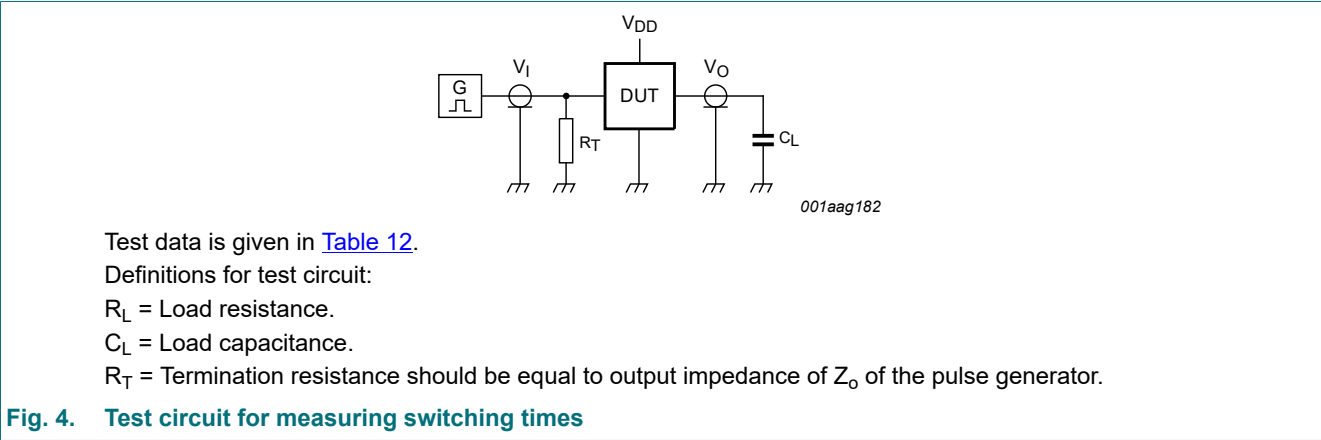 VDD
VI
VO
G
DUT
RT
CL
001aag182
Test data is given in Table 12.
Definitions for test circuit:
RL = Load resistance.
CL = Load capacitance.
RT = Termination resistance should be equal to output impedance of Zo of the pulse generator.
Fig. 4. Test circuit for measuring switching times